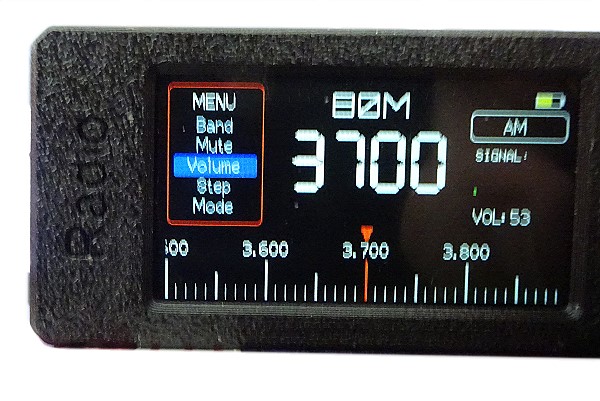 Radio
MENU
Band
Mute
Volume
Step
Mode
80M
3700
AM
SIGNAL:
VOL:53
3.600
3.700
3.800